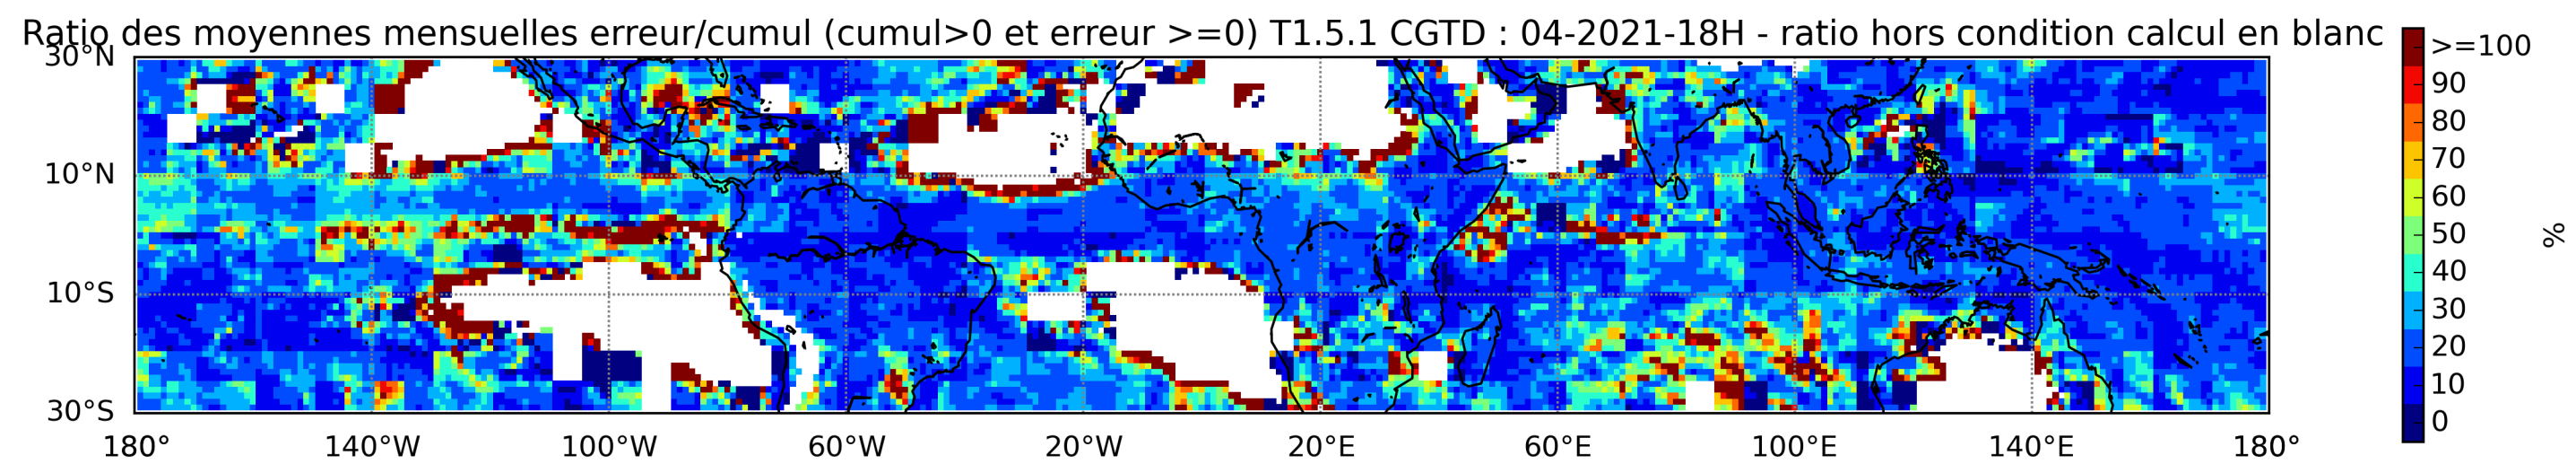 Ratio des moyennes mensuelles erreur/cumul (cumul>0 et erreur >=0) T1.5.1 CGTD : 04-2021-18H - ratio hors condition calcul en blanc
30°N
10°N
10°S
30°S
180°
140°W
100°W
60°W
20°W
20°E
60°E
100°E
140°E
180°
>=100
90
80
70
60
50
40
30
20
10
0
%